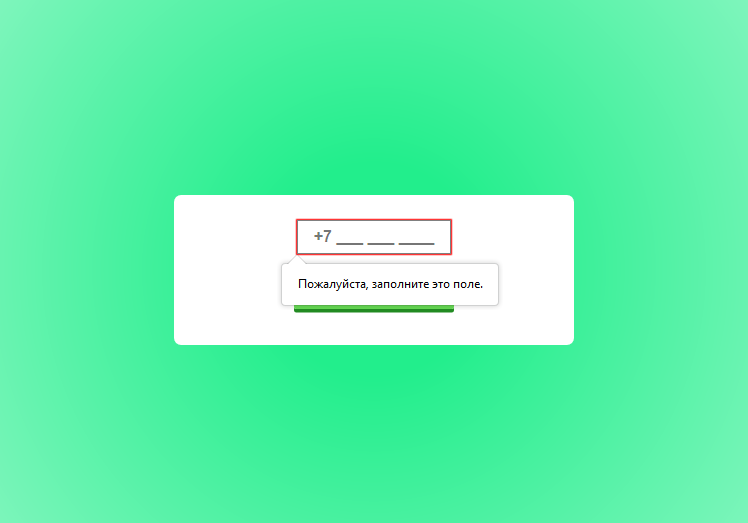 +7 ___ ___ ____
Пожалуйста, заполните это поле.